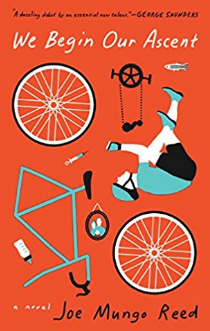 "A dazzling debut by an essential new talent."—GEORGE SAUNDERS
We Begin Our Ascent
a novel
Joe Mungo Reed